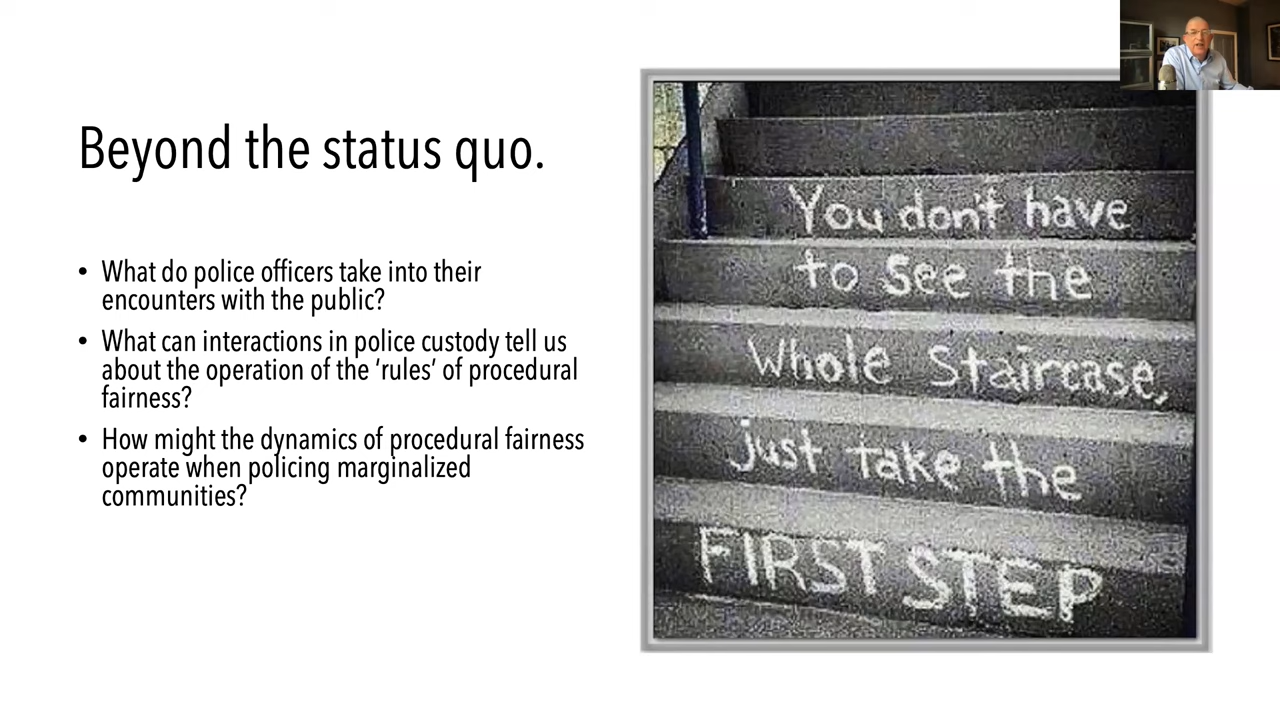 Beyond the status quo.
• What do police officers take into their
encounters with the public?
• What can interactions in police custody tell us
about the operation of the ‘rules’ of procedural
fairness?
• How might the dynamics of procedural fairness
operate when policing marginalized
communities?
You don't have
to See the
Whole Staircase,
just take the
FIRST STEP